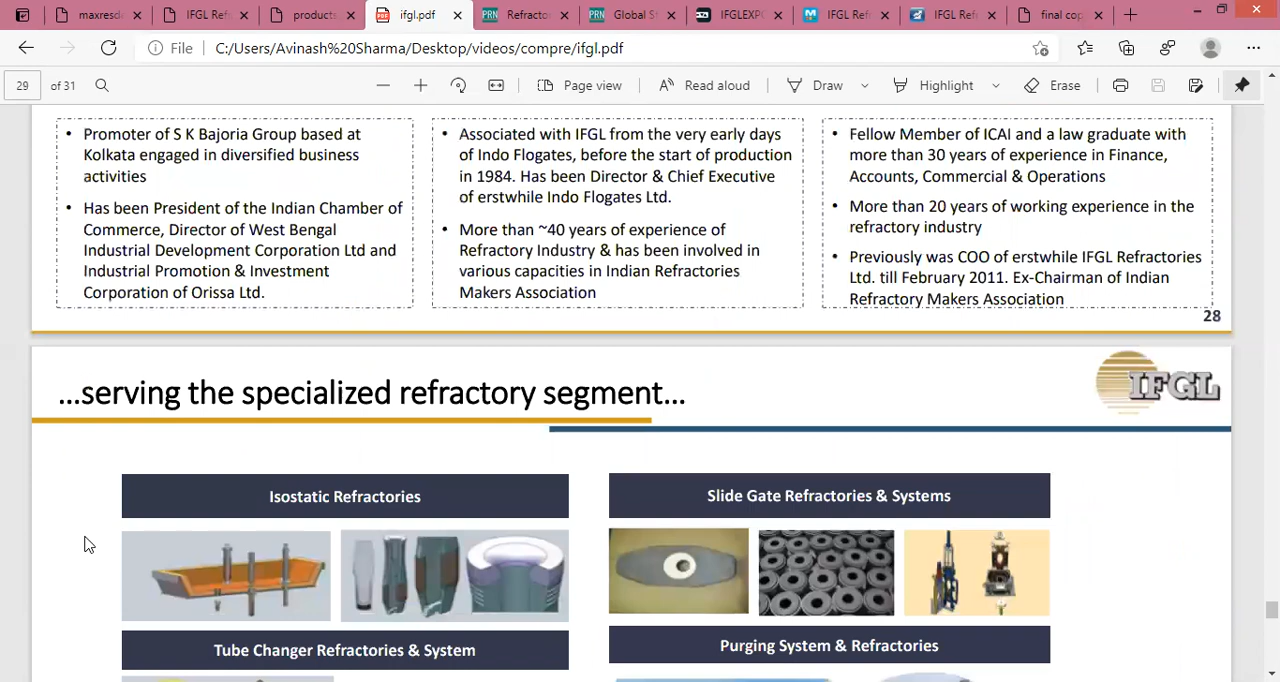 maxresd
IFGL Refr
products
ifgl.pdf
Refracto
Global St
IFGLEXPO
IFGL Refr
IFGL Refr
final cop
File
C:/Users/Avinash%20Sharma/Desktop/videos/compre/ifgl.pdf
29 of 31
Page view
Read aloud
Draw
Highlight
Erase
• Promoter of S K Bajoria Group based at
Kolkata engaged in diversified business
activities
• Has been President of the Indian Chamber of
Commerce, Director of West Bengal
Industrial Development Corporation Ltd and
Industrial Promotion & Investment
Corporation of Orissa Ltd.
• Associated with IFGL from the very early days
of Indo Flogates, before the start of production
in 1984. Has been Director & Chief Executive
of erstwhile Indo Flogates Ltd.
• More than ~40 years of experience of
Refractory Industry & has been involved in
various capacities in Indian Refractories
Makers Association
• Fellow Member of ICAI and a law graduate with
more than 30 years of experience in Finance,
Accounts, Commercial & Operations
• More than 20 years of working experience in the
refractory industry
• Previously was COO of erstwhile IFGL Refractories
Ltd. till February 2011. Ex-Chairman of Indian
Refractory Makers Association
28
...serving the specialized refractory segment...
IFGL
Isostatic Refractories
Slide Gate Refractories & Systems
Tube Changer Refractories & System
Purging System & Refractories